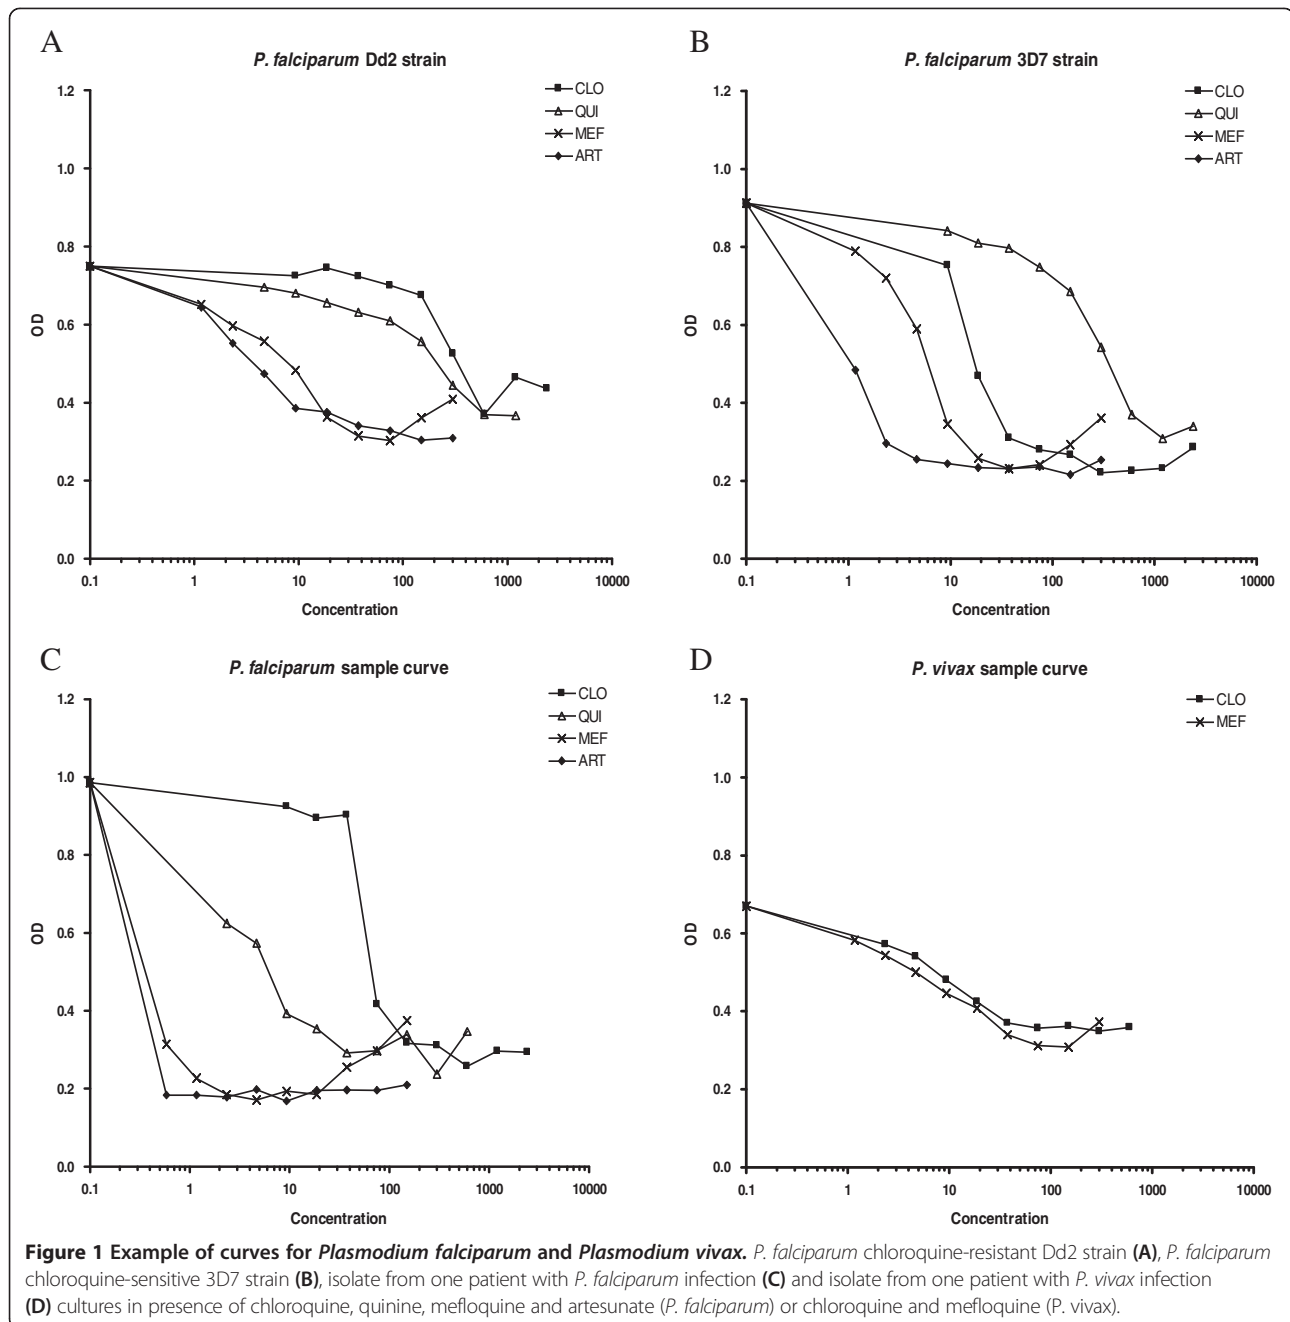 A
P. falciparum Dd2 strain
CLO
QUI
MEF
ART
1.2
1.0
0.8
0.6
0.4
0.2
0.0
OD
0.1 1 10 100 1000 10000
Concentration
B
P. falciparum 3D7 strain
CLO
QUI
MEF
ART
1.2
1.0
0.8
0.6
0.4
0.2
0.0
OD
0.1 1 10 100 1000 10000
Concentration
C
P. falciparum sample curve
CLO
QUI
MEF
ART
1.2
1.0
0.8
0.6
0.4
0.2
0.0
OD
0.1 1 10 100 1000 10000
Concentration
D
P. vivax sample curve
CLO
MEF
1.2
1.0
0.8
0.6
0.4
0.2
0.0
OD
0.1 1 10 100 1000 10000
Concentration
Figure 1 Example of curves for Plasmodium falciparum and Plasmodium vivax. P. falciparum chloroquine-resistant Dd2 strain (A), P. falciparum
chloroquine-sensitive 3D7 strain (B), isolate from one patient with P. falciparum infection (C) and isolate from one patient with P. vivax infection
(D) cultures in presence of chloroquine, quinine, mefloquine and artesunate (P. falciparum) or chloroquine and mefloquine (P. vivax).